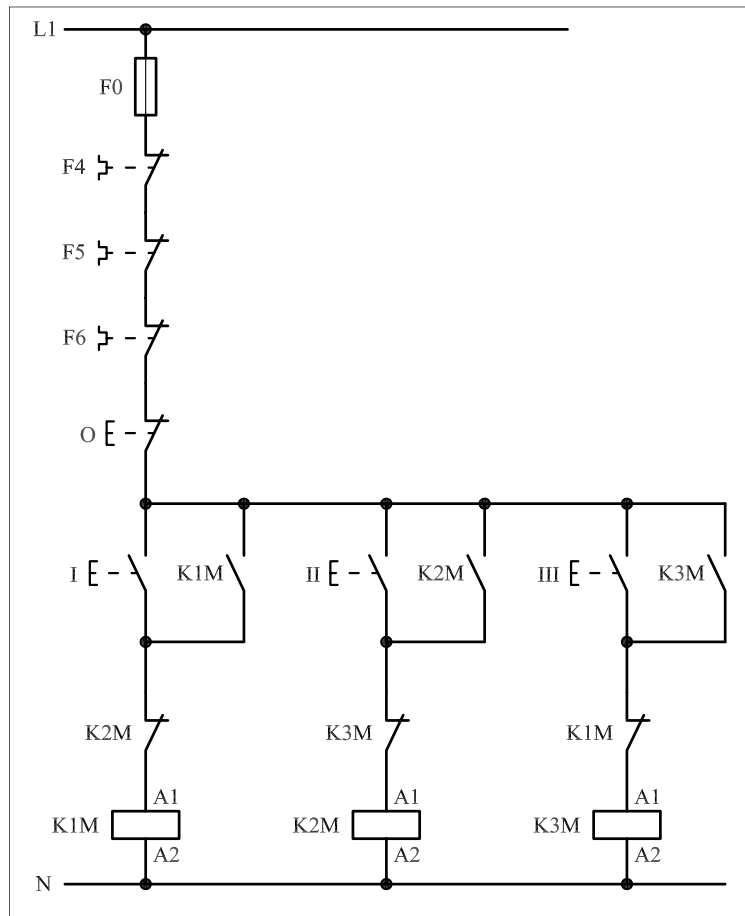 L1
F0
F4
F5
F6
O
I K1M II K2M III K3M
K2M K3M K1M
A1 A1 A1
K1M K2M K3M
A2 A2 A2
N